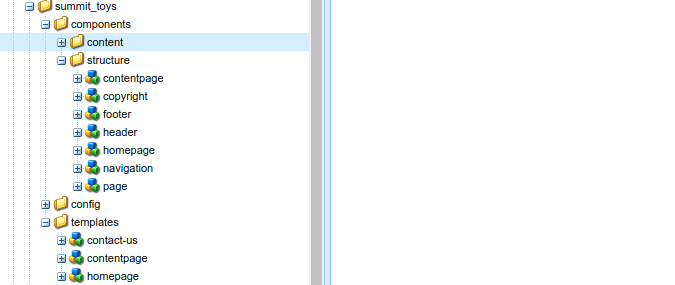 summit_toys
components
content
structure
contentpage
copyright
footer
header
homepage
navigation
page
config
templates
contact-us
contentpage
homepage